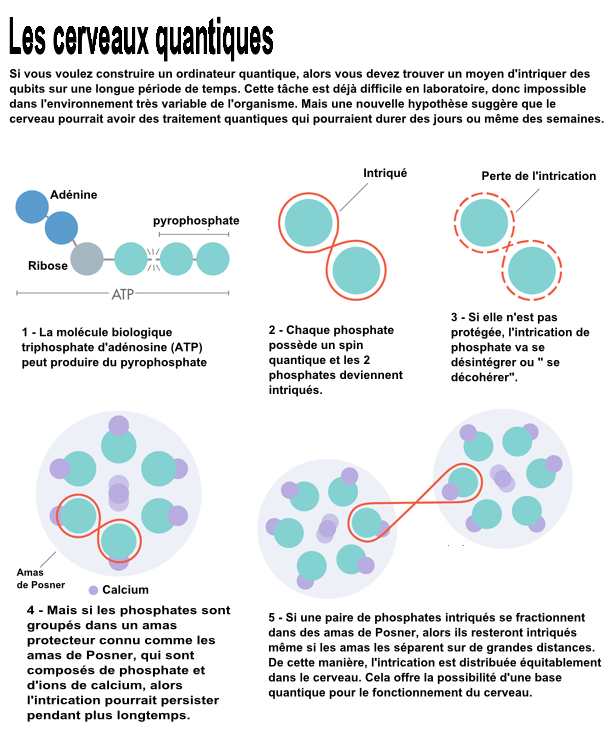 Les cerveaux quantiques
Si vous voulez construire un ordinateur quantique, alors vous devez trouver un moyen d'intriquer des
qubits sur une longue période de temps. Cette tâche est déjà difficile en laboratoire, donc impossible
dans l'environnement très variable de l'organisme. Mais une nouvelle hypothèse suggère que le
cerveau pourrait avoir des traitement quantiques qui pourraient durer des jours ou même des semaines.
Adénine
pyrophosphate
Ribose
ATP
1 - La molécule biologique
triphosphate d'adénosine (ATP)
peut produire du pyrophosphate
Intriqué
2 - Chaque phosphate
possède un spin
quantique et les 2
phosphates deviennent
intriqués.
Perte de l'intrication
3 - Si elle n'est pas
protégée, l'intrication de
phosphate va se
désintégrer ou " se
décohérer".
Amas
de Posner
Calcium
4 - Mais si les phosphates sont
groupés dans un amas
protecteur connu comme les
amas de Posner, qui sont
composés de phosphate et
d'ions de calcium, alors
l'intrication pourrait persister
pendant plus longtemps.
5 - Si une paire de phosphates intriqués se fractionnent
dans des amas de Posner, alors ils resteront intriqués
même si les amas les séparent sur de grandes distances.
De cette manière, l'intrication est distribuée équitablement
dans le cerveau. Cela offre la possibilité d'une base
quantique pour le fonctionnement du cerveau.